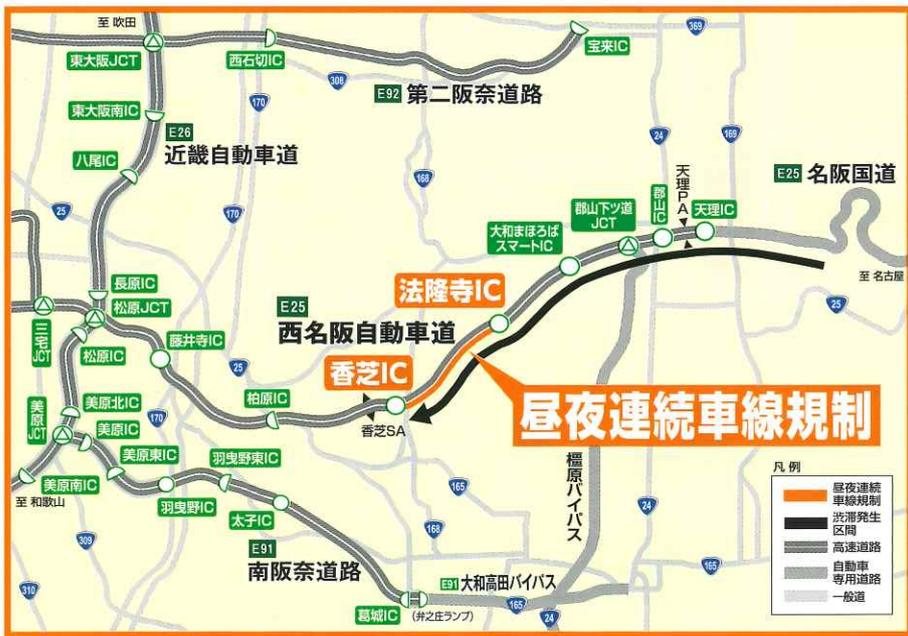 至 吹田
東大阪JCT
西石切IC
宝来IC
308
369
E92 第二阪奈道路
170
東大阪南IC
E26
近畿自動車道
八尾IC
24
169
168
25
170
天理PA
E25 名阪国道
郡山IC
天理IC
郡山下ツ道
JCT
大和まほろば
スマートIC
至 名古屋
25
長原IC
松原JCT
法隆寺IC
E25
西名阪自動車道
三宅
JCT
松原IC
藤井寺IC
25
香芝IC
柏原IC
香芝SA
昼夜連続車線規制
美原
JCT
美原北IC
170
美原IC
美原東IC
羽曳野東IC
美原南IC
至 和歌山
羽曳野IC
太子IC
165
168
橿原バイパス
24
凡 例
昼夜連続
車線規制
渋滞発生
区間
高速道路
自動車
専用道路
一般道
309
E91
南阪奈道路
310
E91 大和高田バイパス
165
葛城IC
(弁之庄ランプ)
165
24